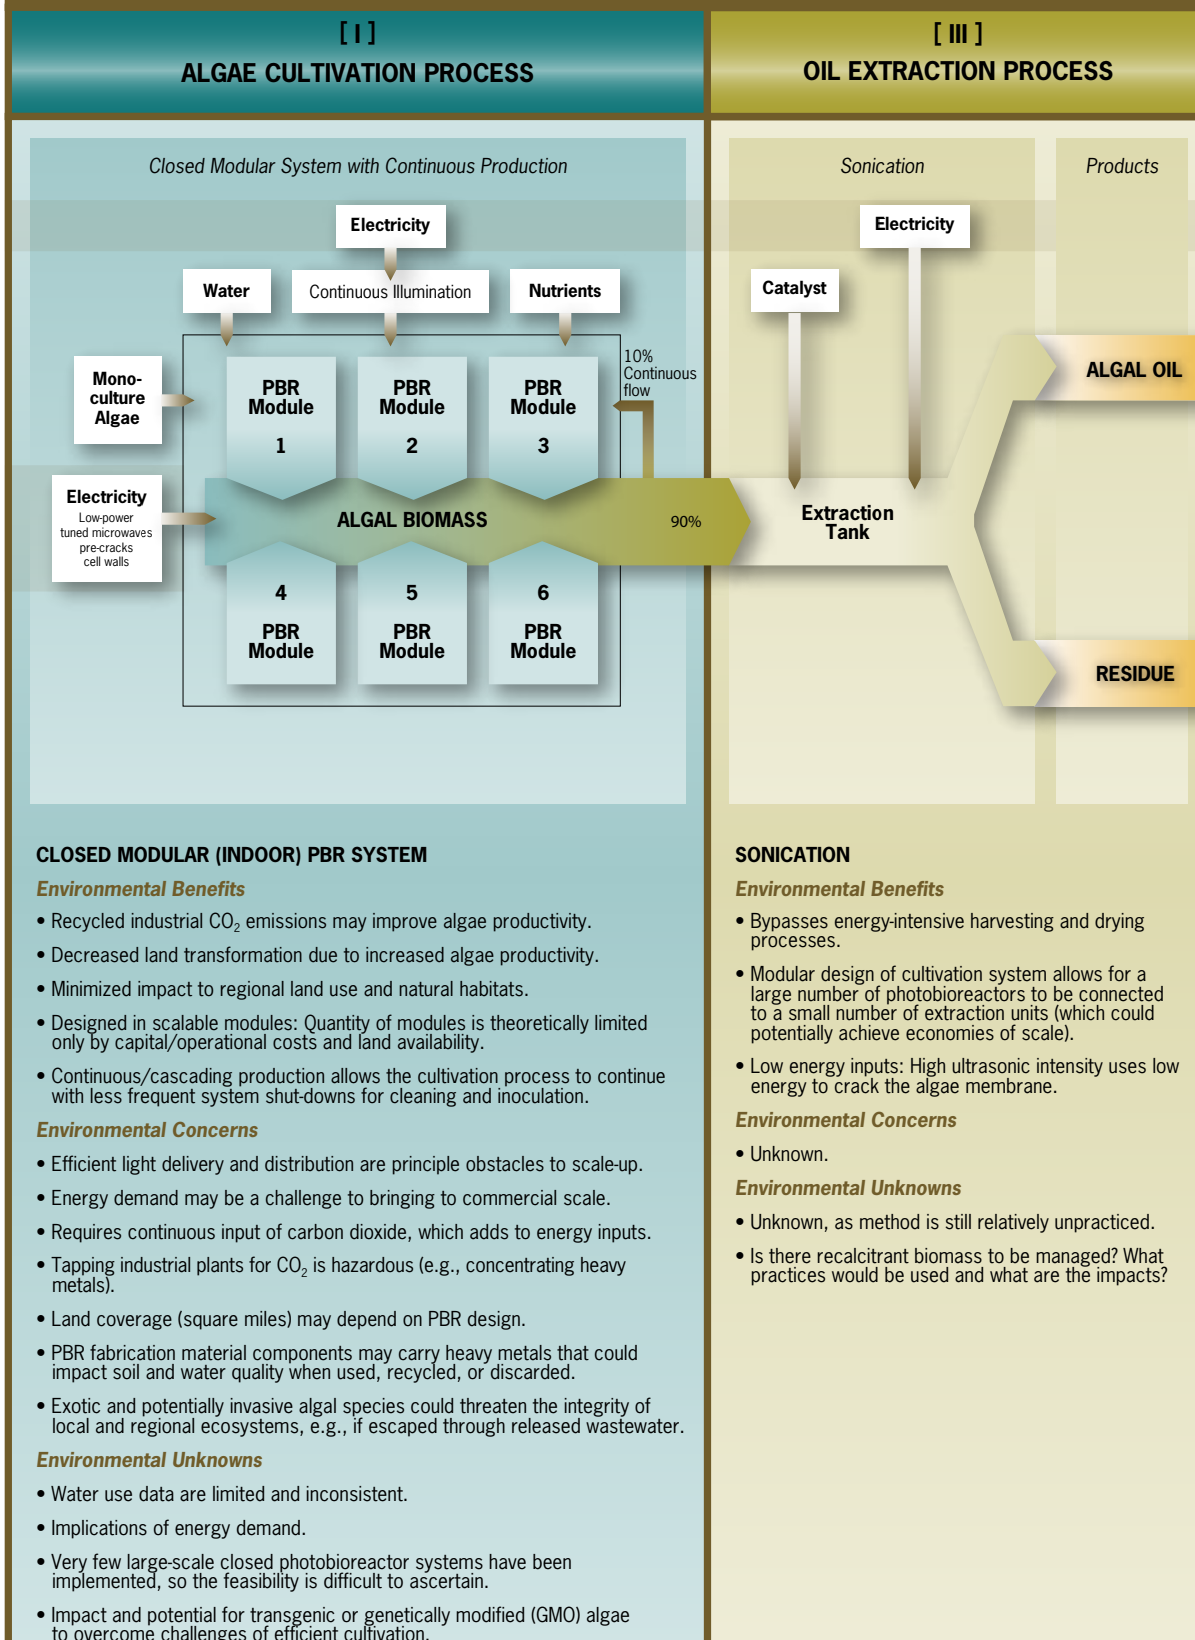 [ I ]
ALGAE CULTIVATION PROCESS
Closed Modular System with Continuous Production
Electricity
Water
Continuous Illumination
Nutrients
Mono-
culture
Algae
PBR
Module
1
PBR
Module
2
PBR
Module
3
10%
Continuous
flow
Electricity
Low-power
tuned microwaves
pre-cracks
cell walls
ALGAL BIOMASS
90%
4
PBR
Module
5
PBR
Module
6
PBR
Module
CLOSED MODULAR (INDOOR) PBR SYSTEM
Environmental Benefits
• Recycled industrial CO₂ emissions may improve algae productivity.
• Decreased land transformation due to increased algae productivity.
• Minimized impact to regional land use and natural habitats.
• Designed in scalable modules: Quantity of modules is theoretically limited
only by capital/operational costs and land availability.
• Continuous/cascading production allows the cultivation process to continue
with less frequent system shut-downs for cleaning and inoculation.
Environmental Concerns
• Efficient light delivery and distribution are principle obstacles to scale-up.
• Energy demand may be a challenge to bringing to commercial scale.
• Requires continuous input of carbon dioxide, which adds to energy inputs.
• Tapping industrial plants for CO₂ is hazardous (e.g., concentrating heavy
metals).
• Land coverage (square miles) may depend on PBR design.
• PBR fabrication material components may carry heavy metals that could
impact soil and water quality when used, recycled, or discarded.
• Exotic and potentially invasive algal species could threaten the integrity of
local and regional ecosystems, e.g., if escaped through released wastewater.
Environmental Unknowns
• Water use data are limited and inconsistent.
• Implications of energy demand.
• Very few large-scale closed photobioreactor systems have been
implemented, so the feasibility is difficult to ascertain.
• Impact and potential for transgenic or genetically modified (GMO) algae
to overcome challenges of efficient cultivation.
[ III ]
OIL EXTRACTION PROCESS
Sonication
Products
Electricity
Catalyst
Extraction
Tank
ALGAL OIL
RESIDUE
SONICATION
Environmental Benefits
• Bypasses energy-intensive harvesting and drying
processes.
• Modular design of cultivation system allows for a
large number of photobioreactors to be connected
to a small number of extraction units (which could
potentially achieve economies of scale).
• Low energy inputs: High ultrasonic intensity uses low
energy to crack the algae membrane.
Environmental Concerns
• Unknown.
Environmental Unknowns
• Unknown, as method is still relatively unpracticed.
• Is there recalcitrant biomass to be managed? What
practices would be used and what are the impacts?